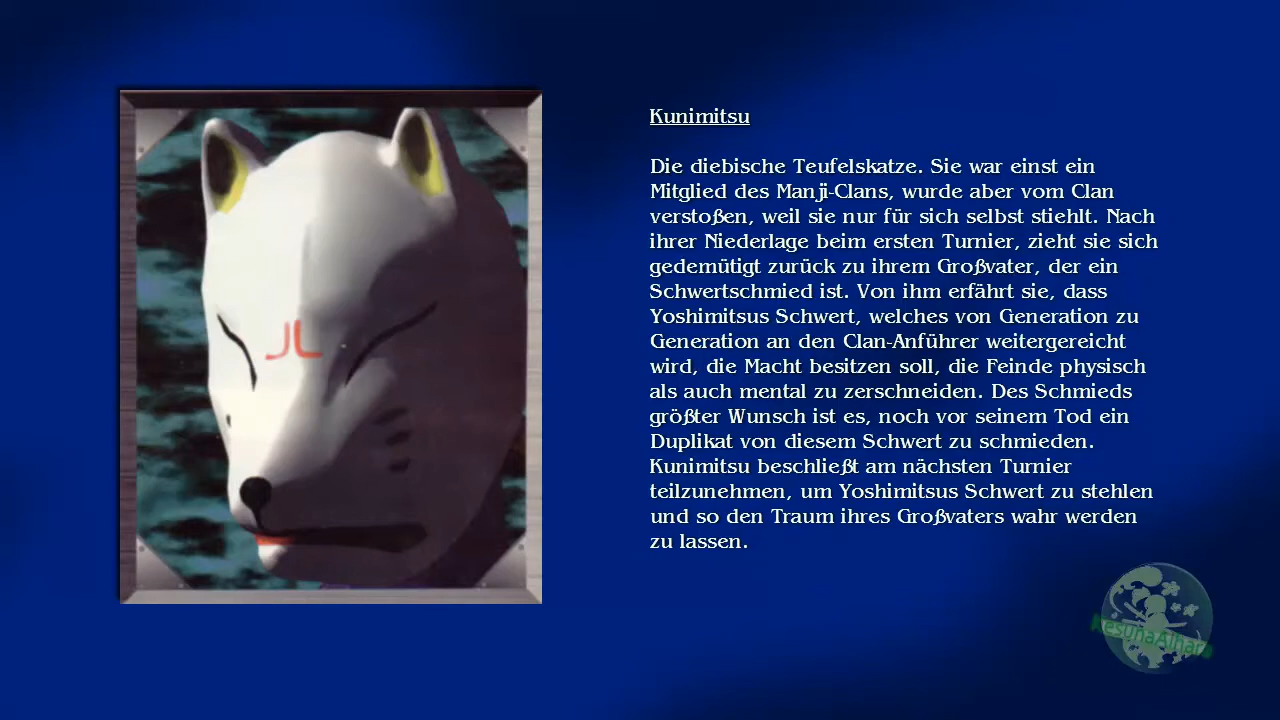 Kunimitsu
Die diebische Teufelskatze. Sie war einst ein
Mitglied des Manji-Clans, wurde aber vom Clan
verstoßen, weil sie nur für sich selbst stiehlt. Nach
ihrer Niederlage beim ersten Turnier, zieht sie sich
gedemütigt zurück zu ihrem Großvater, der ein
Schwertschmied ist. Von ihm erfährt sie, dass
Yoshimitsus Schwert, welches von Generation zu
Generation an den Clan-Anführer weitergereicht
wird, die Macht besitzen soll, die Feinde physisch
als auch mental zu zerschneiden. Des Schmieds
größter Wunsch ist es, noch vor seinem Tod ein
Duplikat von diesem Schwert zu schmieden.
Kunimitsu beschließt am nächsten Turnier
teilzunehmen, um Yoshimitsus Schwert zu stehlen
und so den Traum ihres Großvaters wahr werden
zu lassen.